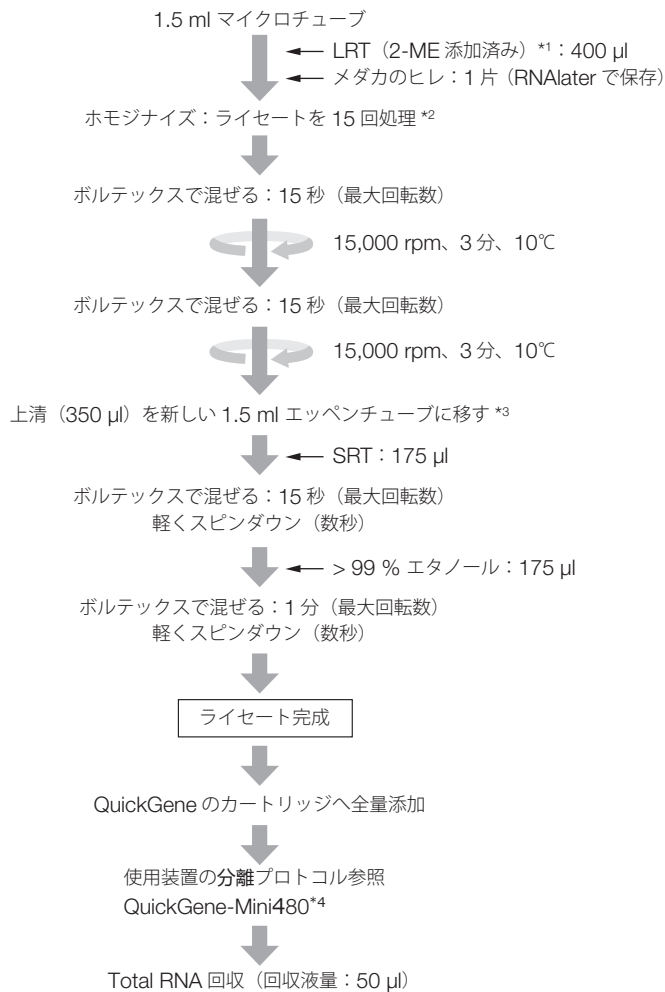 1.5 ml マイクロチューブ
LRT（2-ME 添加済み）*1：400 µl
メダカのヒレ：1 片（RNAlater で保存）
ホモジナイズ：ライセートを 15 回処理 *2
ボルテックスで混ぜる：15 秒（最大回転数）
15,000 rpm、3 分、10℃
ボルテックスで混ぜる：15 秒（最大回転数）
15,000 rpm、3 分、10℃
上清（350 µl）を新しい 1.5 ml エッペンチューブに移す *3
SRT：175 µl
ボルテックスで混ぜる：15 秒（最大回転数）
軽くスピンダウン（数秒）
> 99 % エタノール：175 µl
ボルテックスで混ぜる：1 分（最大回転数）
軽くスピンダウン（数秒）
ライセート完成
QuickGene のカートリッジへ全量添加
使用装置の分離プロトコル参照
QuickGene-Mini480*4
Total RNA 回収（回収液量：50 µl）